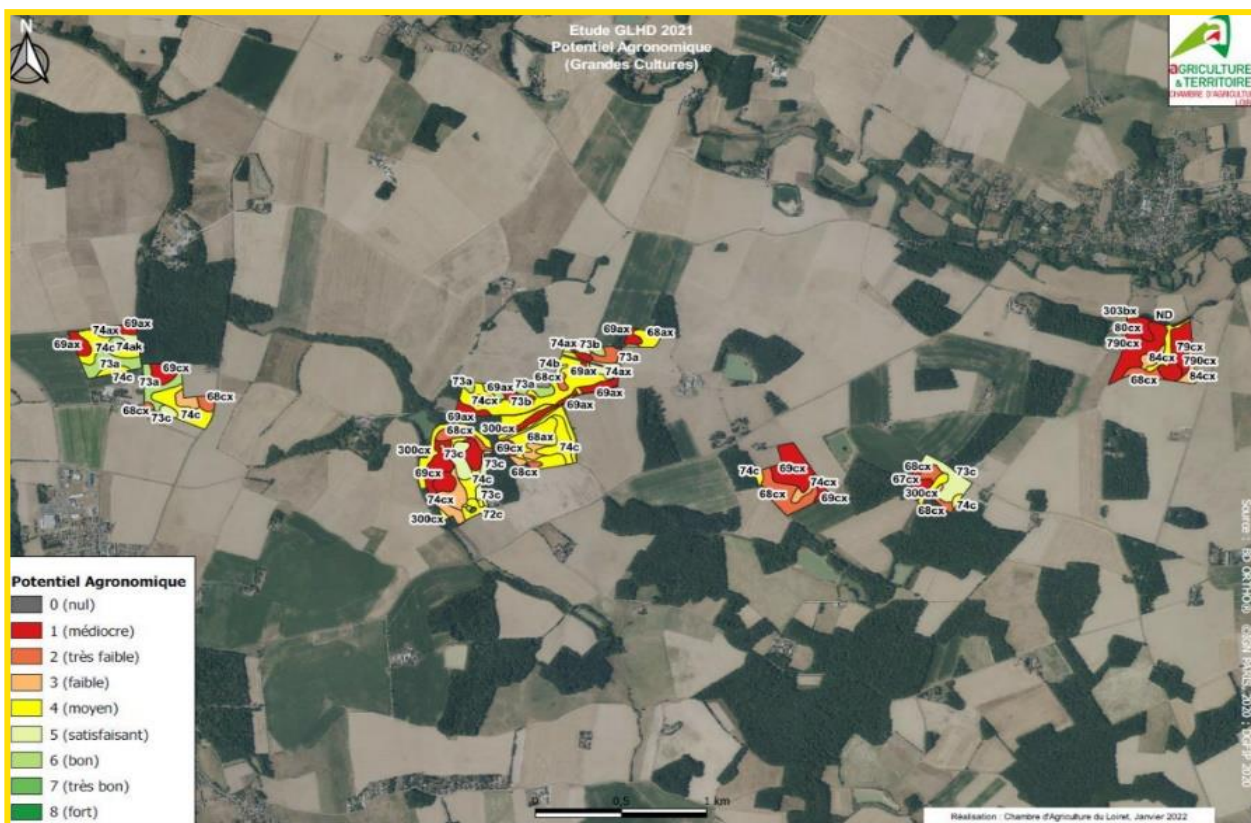 N
Etude GLHD 2021
Potentiel Agronomique
(Grandes Cultures)
aGRICULTURE
& TERRITOIRE
CHAMBRE D'AGRICULTU
303bx
ND
80cx
790cx
79cx
84cx
790cx
68cx
84cx
69ax
68ax
74ax
73b
73a
74b
69ax
74ax
68cx
73a
69ax
73a
69ax
74cx
73b
69ax
69ax
300cx
68cx
68ax
300cx
69cx
74c
73c
73c
68cx
69cx
74c
74cx
73c
300cx
72c
74ax
69ax
69ax
74c
74ak
73a
74c
73a
69cx
68cx
68cx
74c
73c
74c
69cx
74cx
68cx
69cx
68cx
73c
67cx
300cx
74c
68cx
Potentiel Agronomique
0 (nul)
1 (médiocre)
2 (très faible)
3 (faible)
4 (moyen)
5 (satisfaisant)
6 (bon)
7 (très bon)
8 (fort)
0 0,5 1 km
Réalisation : Chambre d'Agriculture du Loiret, Janvier 2022